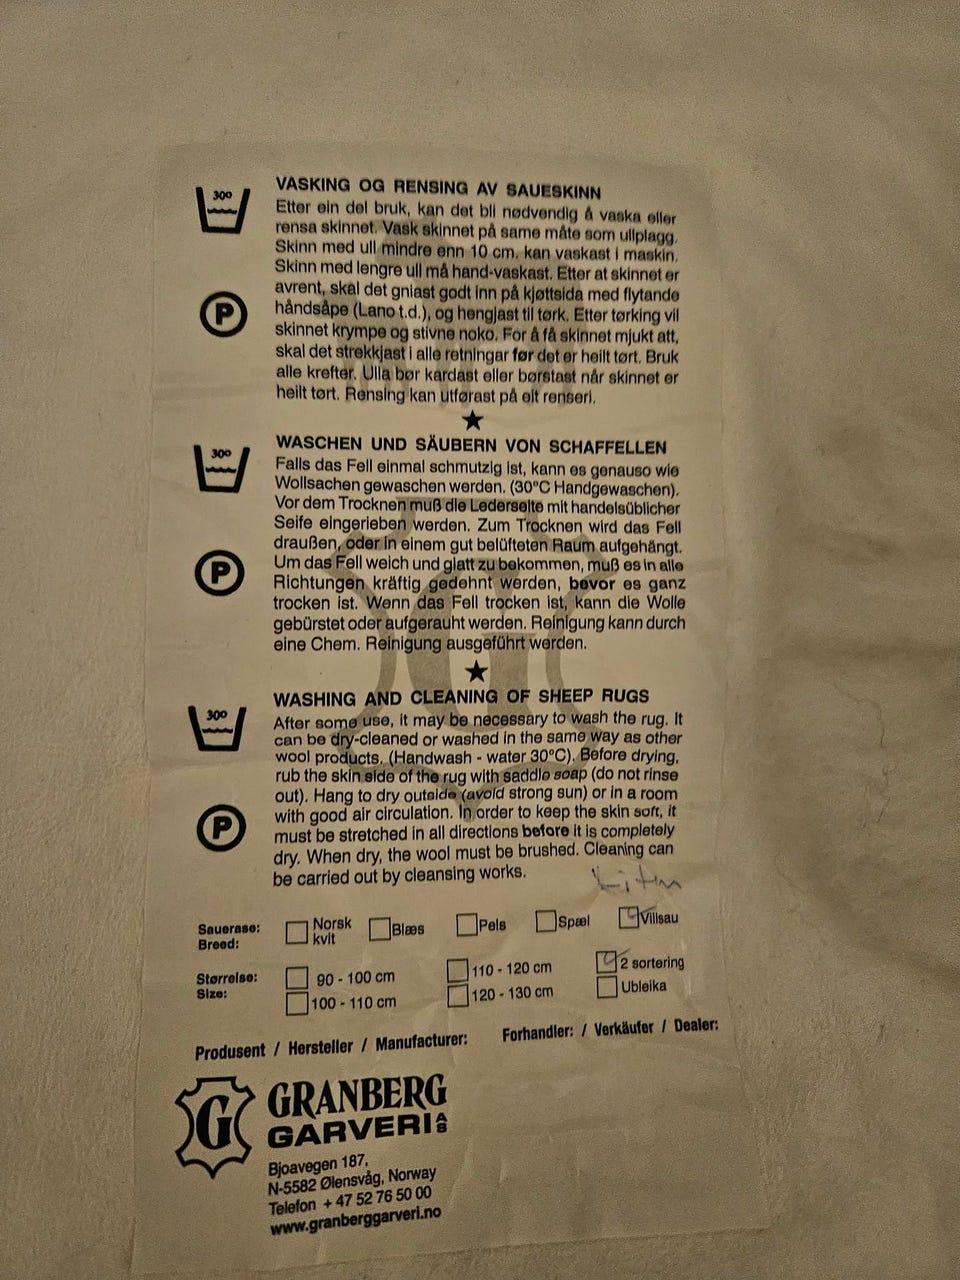 30°
VASKING OG RENSING AV SAUESKINN
Etter ein del bruk, kan det bli nødvendig å vaska eller
rensa skinnet. Vask skinnet på same måte som ullplagg.
Skinn med ull mindre enn 10 cm. kan vaskast i maskin.
Skinn med lengre ull må hand-vaskast. Etter at skinnet er
avrent, skal det gniast godt inn på kjøttsida med flytande
håndsåpe (Lano t.d.), og hengjast til tørk. Etter tørking vil
skinnet krympe og stivne noko. For å få skinnet mjukt att,
skal det strekkjast i alle retningar før det er heilt tørt. Bruk
alle krefter. Ulla bør kardast eller børstast når skinnet er
heilt tørt. Rensing kan utførast på eit renseri.
P
★
30°
WASCHEN UND SÄUBERN VON SCHAFFELLEN
Falls das Fell einmal schmutzig ist, kann es genauso wie
Wollsachen gewaschen werden. (30°C Handgewaschen).
Vor dem Trocknen muß die Lederseite mit handelsüblicher
Seife eingerieben werden. Zum Trocknen wird das Fell
draußen, oder in einem gut belüfteten Raum aufgehängt.
Um das Fell weich und glatt zu bekommen, muß es in alle
Richtungen kräftig gedehnt werden, bevor es ganz
trocken ist. Wenn das Fell trocken ist, kann die Wolle
gebürstet oder aufgerauht werden. Reinigung kann durch
eine Chem. Reinigung ausgeführt werden.
P
★
30°
WASHING AND CLEANING OF SHEEP RUGS
After some use, it may be necessary to wash the rug. It
can be dry-cleaned or washed in the same way as other
wool products. (Handwash - water 30°C). Before drying,
rub the skin side of the rug with saddle soap (do not rinse
out). Hang to dry outside (avoid strong sun) or in a room
with good air circulation. In order to keep the skin soft, it
must be stretched in all directions before it is completely
dry. When dry, the wool must be brushed. Cleaning can
be carried out by cleansing works.
P
Sauerase: Norsk kvit Blæs Pels Spæl Villsau
Breed:
Størrelse: 90 - 100 cm 110 - 120 cm 2 sortering
Size: 100 - 110 cm 120 - 130 cm Ubleika
Produsent / Hersteller / Manufacturer: Forhandler: / Verkäufer / Dealer:
G
GRANBERG
GARVERI AS
Bjoavegen 187,
N-5582 Ølensvåg, Norway
Telefon + 47 52 76 50 00
www.granberggarveri.no